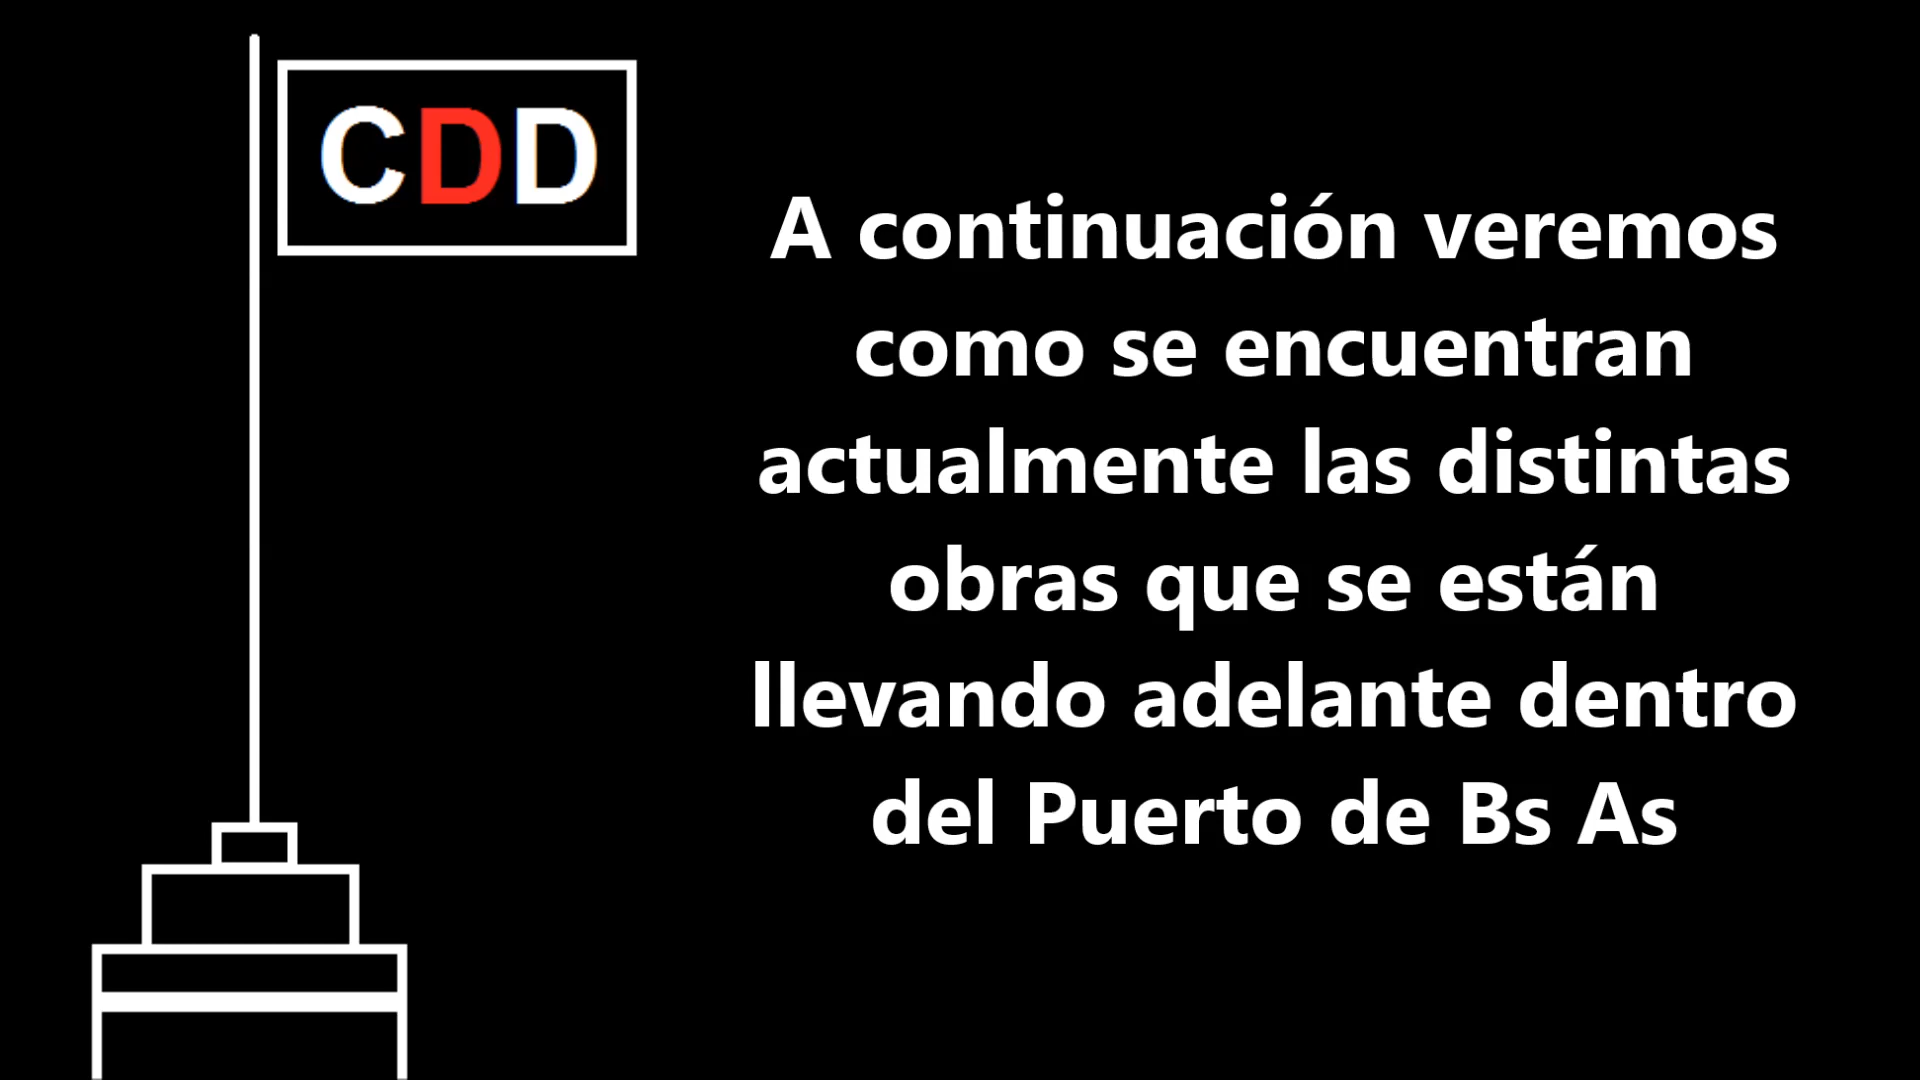 CDD
A continuación veremos
como se encuentran
actualmente las distintas
obras que se están
llevando adelante dentro
del Puerto de Bs As